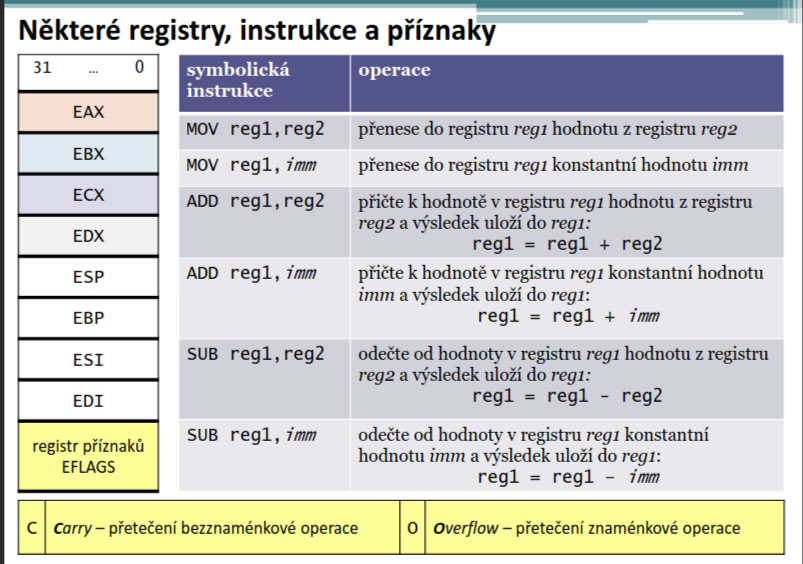 Některé registry, instrukce a příznaky
31 … 0
EAX
EBX
ECX
EDX
ESP
EBP
ESI
EDI
registr příznaků
EFLAGS
symbolická
instrukce
operace
MOV reg1,reg2
přenese do registru reg1 hodnotu z registru reg2
MOV reg1,imm
přenese do registru reg1 konstantní hodnotu imm
ADD reg1,reg2
přičte k hodnotě v registru reg1 hodnotu z registru
reg2 a výsledek uloží do reg1:
reg1 = reg1 + reg2
ADD reg1,imm
přičte k hodnotě v registru reg1 konstantní hodnotu
imm a výsledek uloží do reg1:
reg1 = reg1 + imm
SUB reg1,reg2
odečte od hodnoty v registru reg1 hodnotu z registru
reg2 a výsledek uloží do reg1:
reg1 = reg1 - reg2
SUB reg1,imm
odečte od hodnoty v registru reg1 konstantní
hodnotu imm a výsledek uloží do reg1:
reg1 = reg1 - imm
C Carry – přetečení bezznaménkové operace
O Overflow – přetečení znaménkové operace